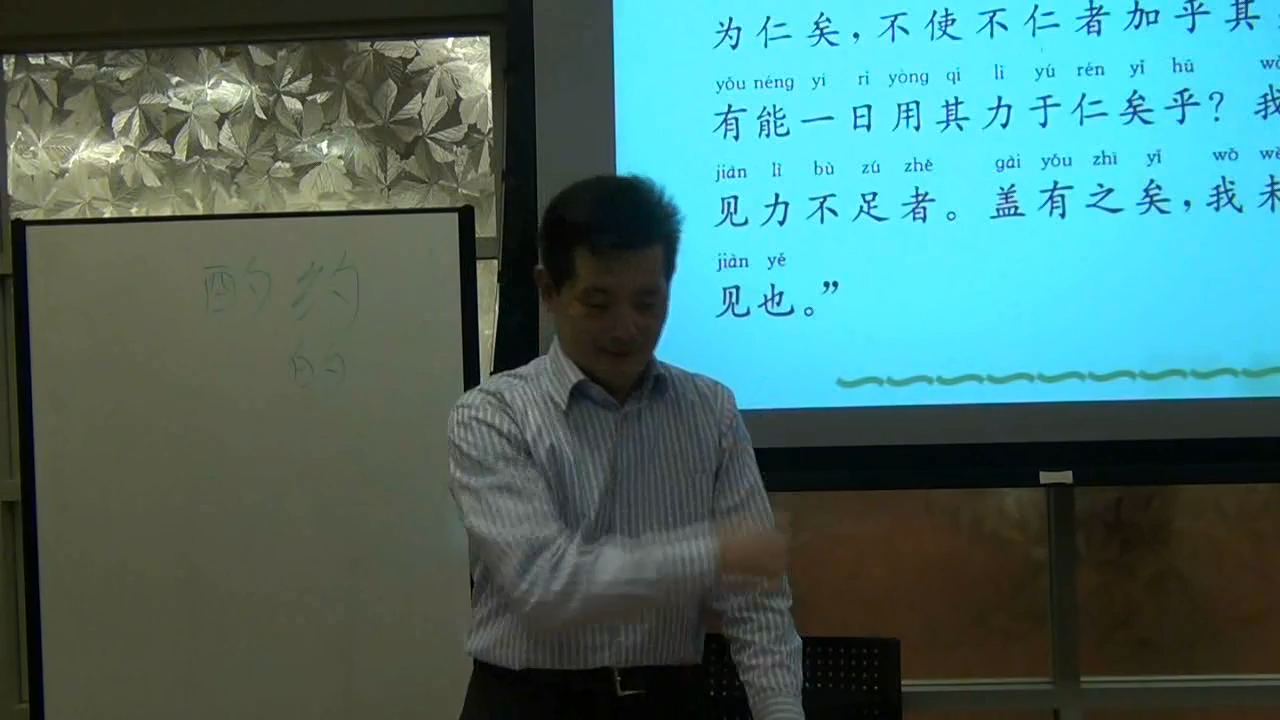 酌 约
的
为仁矣，不使不仁者加乎其
yǒu néng yí rì yòng qí lì yú rén yǐ hū
有能一日用其力于仁矣乎？我
jiàn lì bù zú zhě gài yǒu zhī yǐ wǒ
见力不足者。盖有之矣，我未
jiàn yě
见也。”